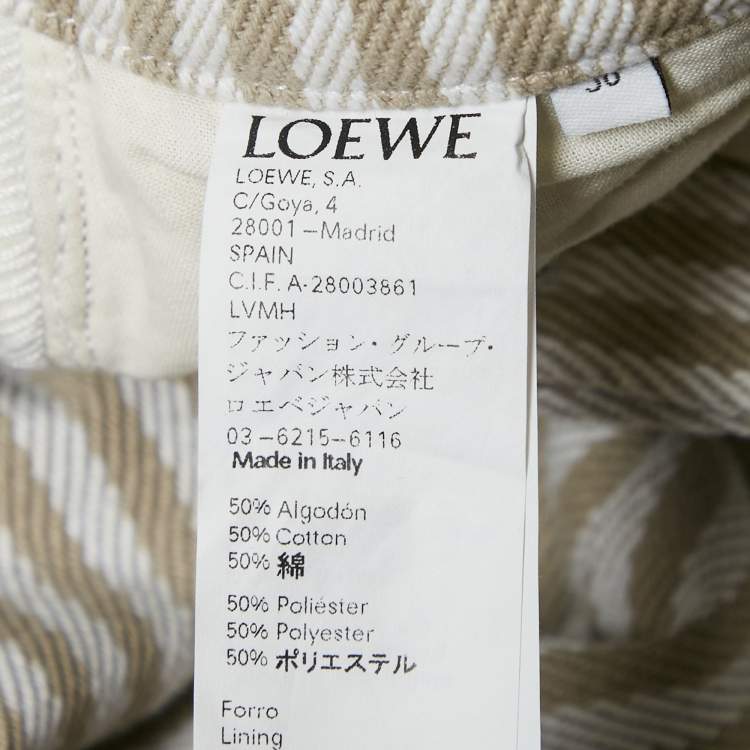 LOEWE
LOEWE, S.A.
C/Goya, 4
28001 – Madrid
SPAIN
C.I.F. A-28003861
LVMH
ファッション・グループ・
ジャパン株式会社
ロエベジャパン
03 – 6215 – 6116
Made in Italy
50% Algodón
50% Cotton
50% 綿
50% Poliéster
50% Polyester
50% ポリエステル
Forro
Lining